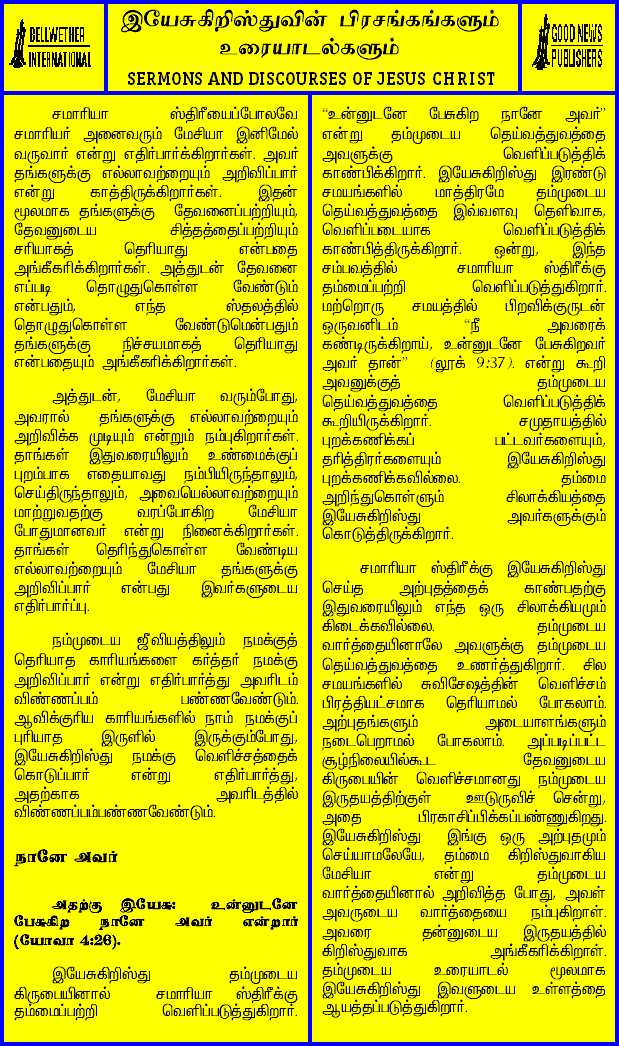 BELLWETHER
INTERNATIONAL
இயேசுகிறிஸ்துவின் பிரசங்கங்களும்
உரையாடல்களும்
SERMONS AND DISCOURSES OF JESUS CHRIST
GOOD NEWS
PUBLISHERS
சமாரியா ஸ்திரீயைப்போலவே
சமாரியர் அனைவரும் மேசியா இனிமேல்
வருவார் என்று எதிர்பார்க்கிறார்கள். அவர்
தங்களுக்கு எல்லாவற்றையும் அறிவிப்பார்
என்று காத்திருக்கிறார்கள். இதன்
மூலமாக தங்களுக்கு தேவனைப்பற்றியும்,
தேவனுடைய சித்தத்தைப்பற்றியும்
சரியாகத் தெரியாது என்பதை
அங்கீகரிக்கிறார்கள். அத்துடன் தேவனை
எப்படி தொழுதுகொள்ள வேண்டும்
என்பதும், எந்த ஸ்தலத்தில்
தொழுதுகொள்ள வேண்டுமென்பதும்
தங்களுக்கு நிச்சயமாகத் தெரியாது
என்பதையும் அங்கீகரிக்கிறார்கள்.
அத்துடன், மேசியா வரும்போது,
அவரால் தங்களுக்கு எல்லாவற்றையும்
அறிவிக்க முடியும் என்றும் நம்புகிறார்கள்.
தாங்கள் இதுவரையிலும் உண்மைக்குப்
புறம்பாக எதையாவது நம்பியிருந்தாலும்,
செய்திருந்தாலும், அவையெல்லாவற்றையும்
மாற்றுவதற்கு வரப்போகிற மேசியா
போதுமானவர் என்று நினைக்கிறார்கள்.
தாங்கள் தெரிந்துகொள்ள வேண்டிய
எல்லாவற்றையும் மேசியா தங்களுக்கு
அறிவிப்பார் என்பது இவர்களுடைய
எதிர்பார்ப்பு.
நம்முடைய ஜீவியத்திலும் நமக்குத்
தெரியாத காரியங்களை கர்த்தர் நமக்கு
அறிவிப்பார் என்று எதிர்பார்த்து அவரிடம்
விண்ணப்பம் பண்ணவேண்டும்.
ஆவிக்குரிய காரியங்களில் நாம் நமக்குப்
புரியாத இருளில் இருக்கும்போது,
இயேசுகிறிஸ்து நமக்கு வெளிச்சத்தைக்
கொடுப்பார் என்று எதிர்பார்த்து,
அதற்காக அவரிடத்தில்
விண்ணப்பம்பண்ணவேண்டும்.
நானே அவர்
அதற்கு இயேசு: உன்னுடனே
பேசுகிற நானே அவர் என்றார்
(யோவா 4:26).
இயேசுகிறிஸ்து தம்முடைய
கிருபையினால் சமாரியா ஸ்திரீக்கு
தம்மைப்பற்றி வெளிப்படுத்துகிறார்.
“உன்னுடனே பேசுகிற நானே அவர்”
என்று தம்முடைய தெய்வத்துவத்தை
அவளுக்கு வெளிப்படுத்திக்
காண்பிக்கிறார். இயேசுகிறிஸ்து இரண்டு
சமயங்களில் மாத்திரமே தம்முடைய
தெய்வத்துவத்தை இவ்வளவு தெளிவாக,
வெளிப்படையாக வெளிப்படுத்திக்
காண்பித்திருக்கிறார். ஒன்று, இந்த
சம்பவத்தில் சமாரியா ஸ்திரீக்கு
தம்மைப்பற்றி வெளிப்படுத்துகிறார்.
மற்றொரு சமயத்தில் பிறவிக்குருடன்
ஒருவனிடம் “நீ அவரைக்
கண்டிருக்கிறாய், உன்னுடனே பேசுகிறவர்
அவர் தான்” (லூக் 9:37). என்று கூறி
அவனுக்குத் தம்முடைய
தெய்வத்துவத்தை வெளிப்படுத்திக்
கூறியிருக்கிறார். சமுதாயத்தில்
புறக்கணிக்கப் பட்டவர்களையும்,
தரித்திரர்களையும் இயேசுகிறிஸ்து
புறக்கணிக்கவில்லை. தம்மை
அறிந்துகொள்ளும் சிலாக்கியத்தை
இயேசுகிறிஸ்து அவர்களுக்கும்
கொடுத்திருக்கிறார்.
சமாரியா ஸ்திரீக்கு இயேசுகிறிஸ்து
செய்த அற்புதத்தைக் காண்பதற்கு
இதுவரையிலும் எந்த ஒரு சிலாக்கியமும்
கிடைக்கவில்லை. தம்முடைய
வார்த்தையினாலே அவளுக்கு தம்முடைய
தெய்வத்துவத்தை உணர்த்துகிறார். சில
சமயங்களில் சுவிசேஷத்தின் வெளிச்சம்
பிரத்தியட்சமாக தெரியாமல் போகலாம்.
அற்புதங்களும் அடையாளங்களும்
நடைபெறாமல் போகலாம். அப்படிப்பட்ட
சூழ்நிலையில்கூட தேவனுடைய
கிருபையின் வெளிச்சமானது நம்முடைய
இருதயத்திற்குள் ஊடுருவிச் சென்று,
அதை பிரகாசிப்பிக்கப்பண்ணுகிறது.
இயேசுகிறிஸ்து இங்கு ஒரு அற்புதமும்
செய்யாமலேயே, தம்மை கிறிஸ்துவாகிய
மேசியா என்று தம்முடைய
வார்த்தையினால் அறிவித்த போது, அவள்
அவருடைய வார்த்தையை நம்புகிறாள்.
அவரை தன்னுடைய இருதயத்தில்
கிறிஸ்துவாக அங்கீகரிக்கிறாள்.
தம்முடைய உரையாடல் மூலமாக
இயேசுகிறிஸ்து இவளுடைய உள்ளத்தை
ஆயத்தப்படுத்துகிறார்.